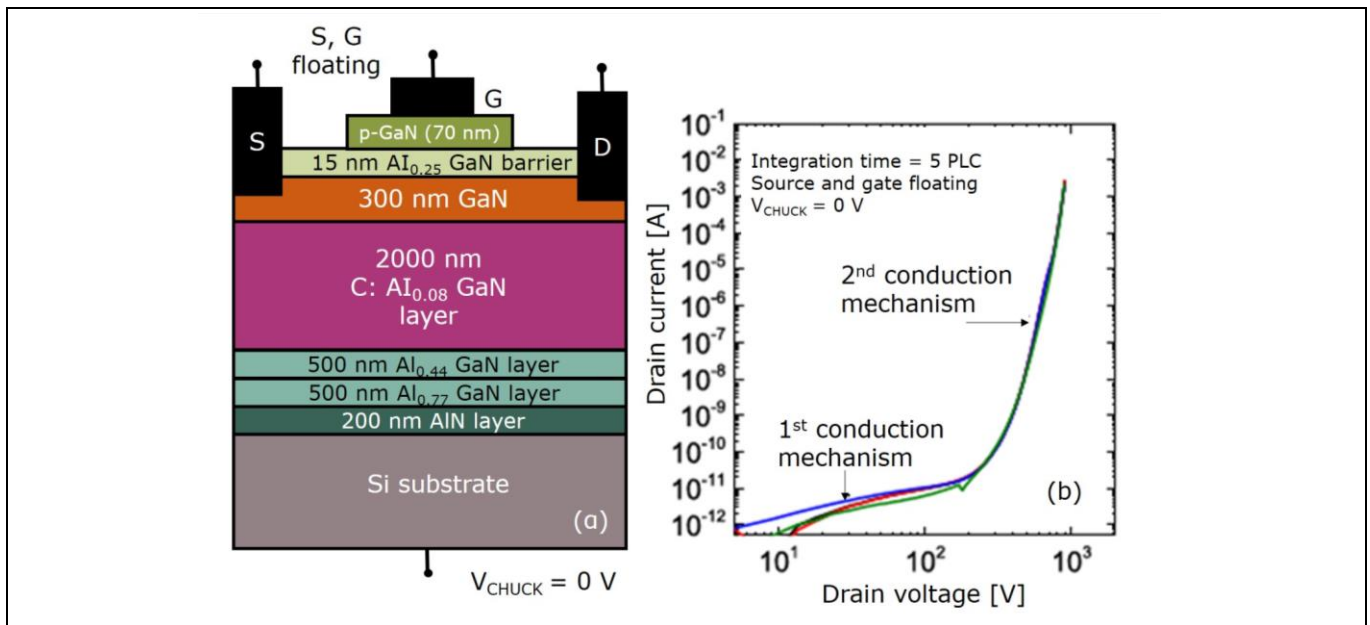 S, G
floating
G
S
D
p-GaN (70 nm)
15 nm AI0.25 GaN barrier
300 nm GaN
2000 nm
C: AI0.08 GaN
layer
500 nm Al0.44 GaN layer
500 nm Al0.77 GaN layer
200 nm AlN layer
Si substrate
(a)
VCHUCK = 0 V
Drain current [A]
10-1
10-2
10-3
10-4
10-5
10-6
10-7
10-8
10-9
10-10
10-11
10-12
Integration time = 5 PLC
Source and gate floating
VCHUCK = 0 V
2nd conduction
mechanism
1st conduction
mechanism
(b)
101
102
103
Drain voltage [V]